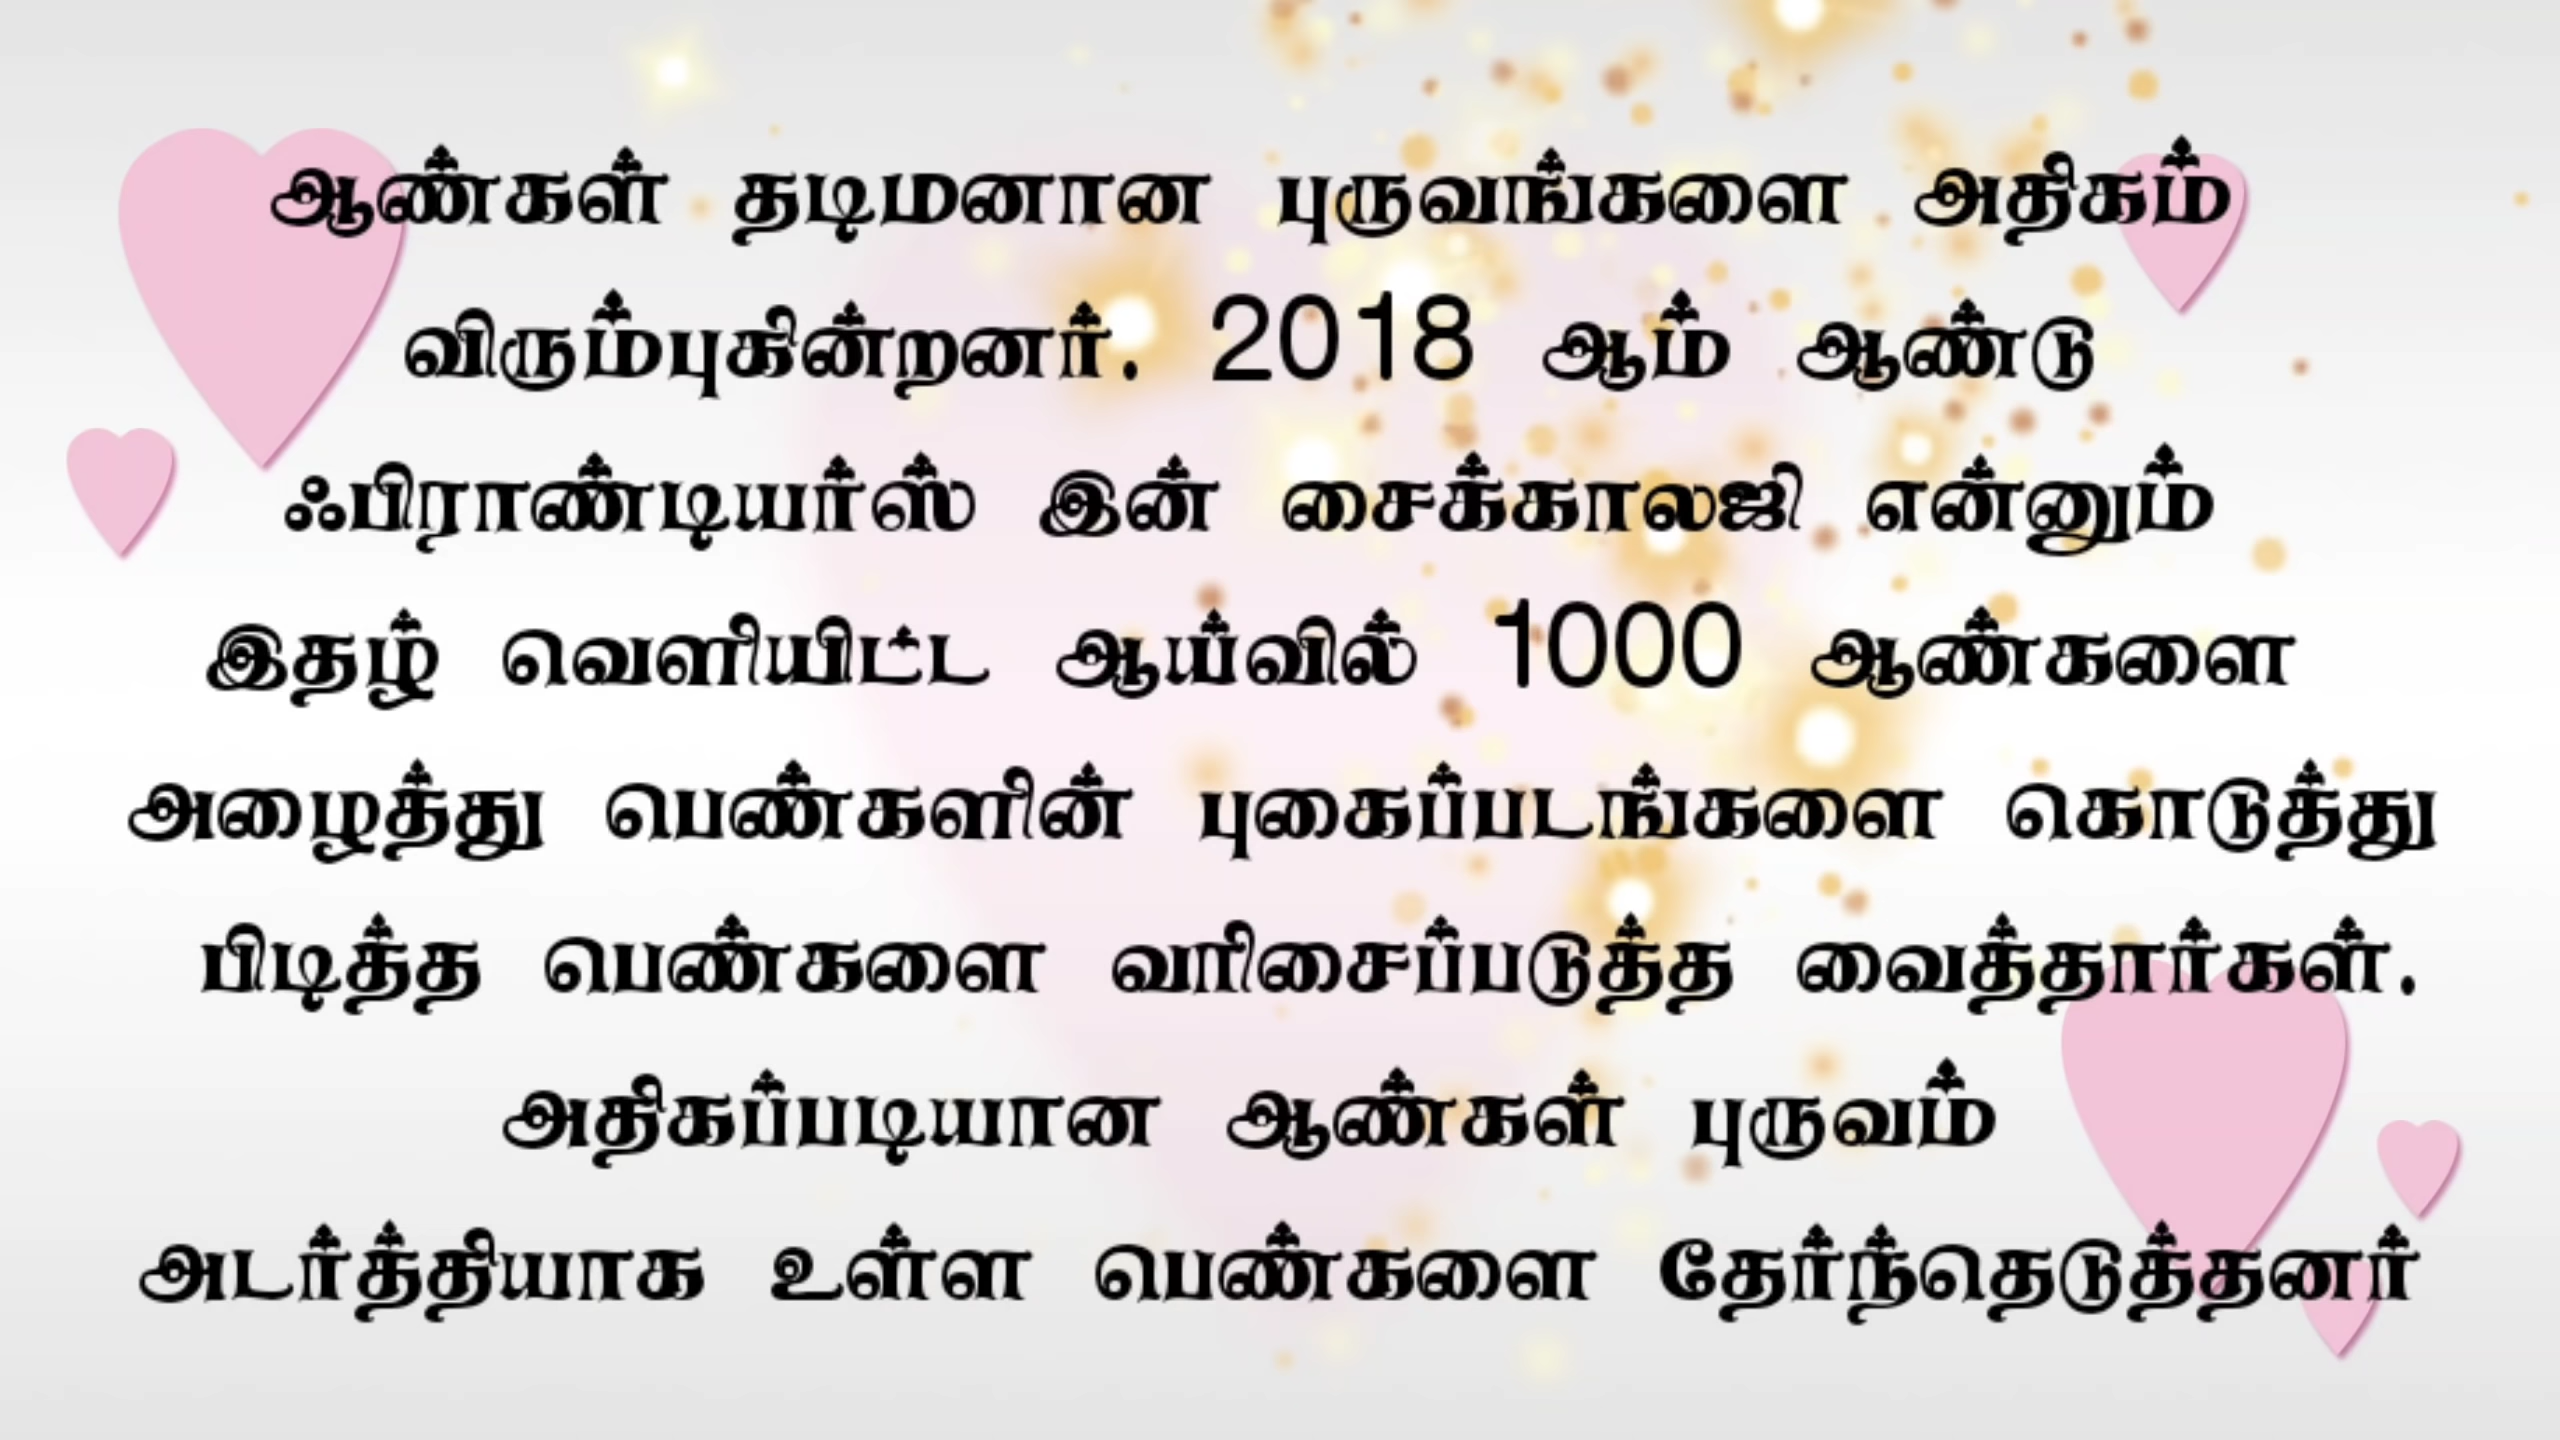 ஆண்கள் தடிமனான புருவங்களை அதிகம்
விரும்புகின்றனர். 2018 ஆம் ஆண்டு
ஃபிராண்டியர்ஸ் இன் சைக்காலஜி என்னும்
இதழ் வெளியிட்ட ஆய்வில் 1000 ஆண்களை
அழைத்து பெண்களின் புகைப்படங்களை கொடுத்து
பிடித்த பெண்களை வரிசைப்படுத்த வைத்தார்கள்.
அதிகப்படியான ஆண்கள் புருவம்
அடர்த்தியாக உள்ள பெண்களை தேர்ந்தெடுத்தனர்